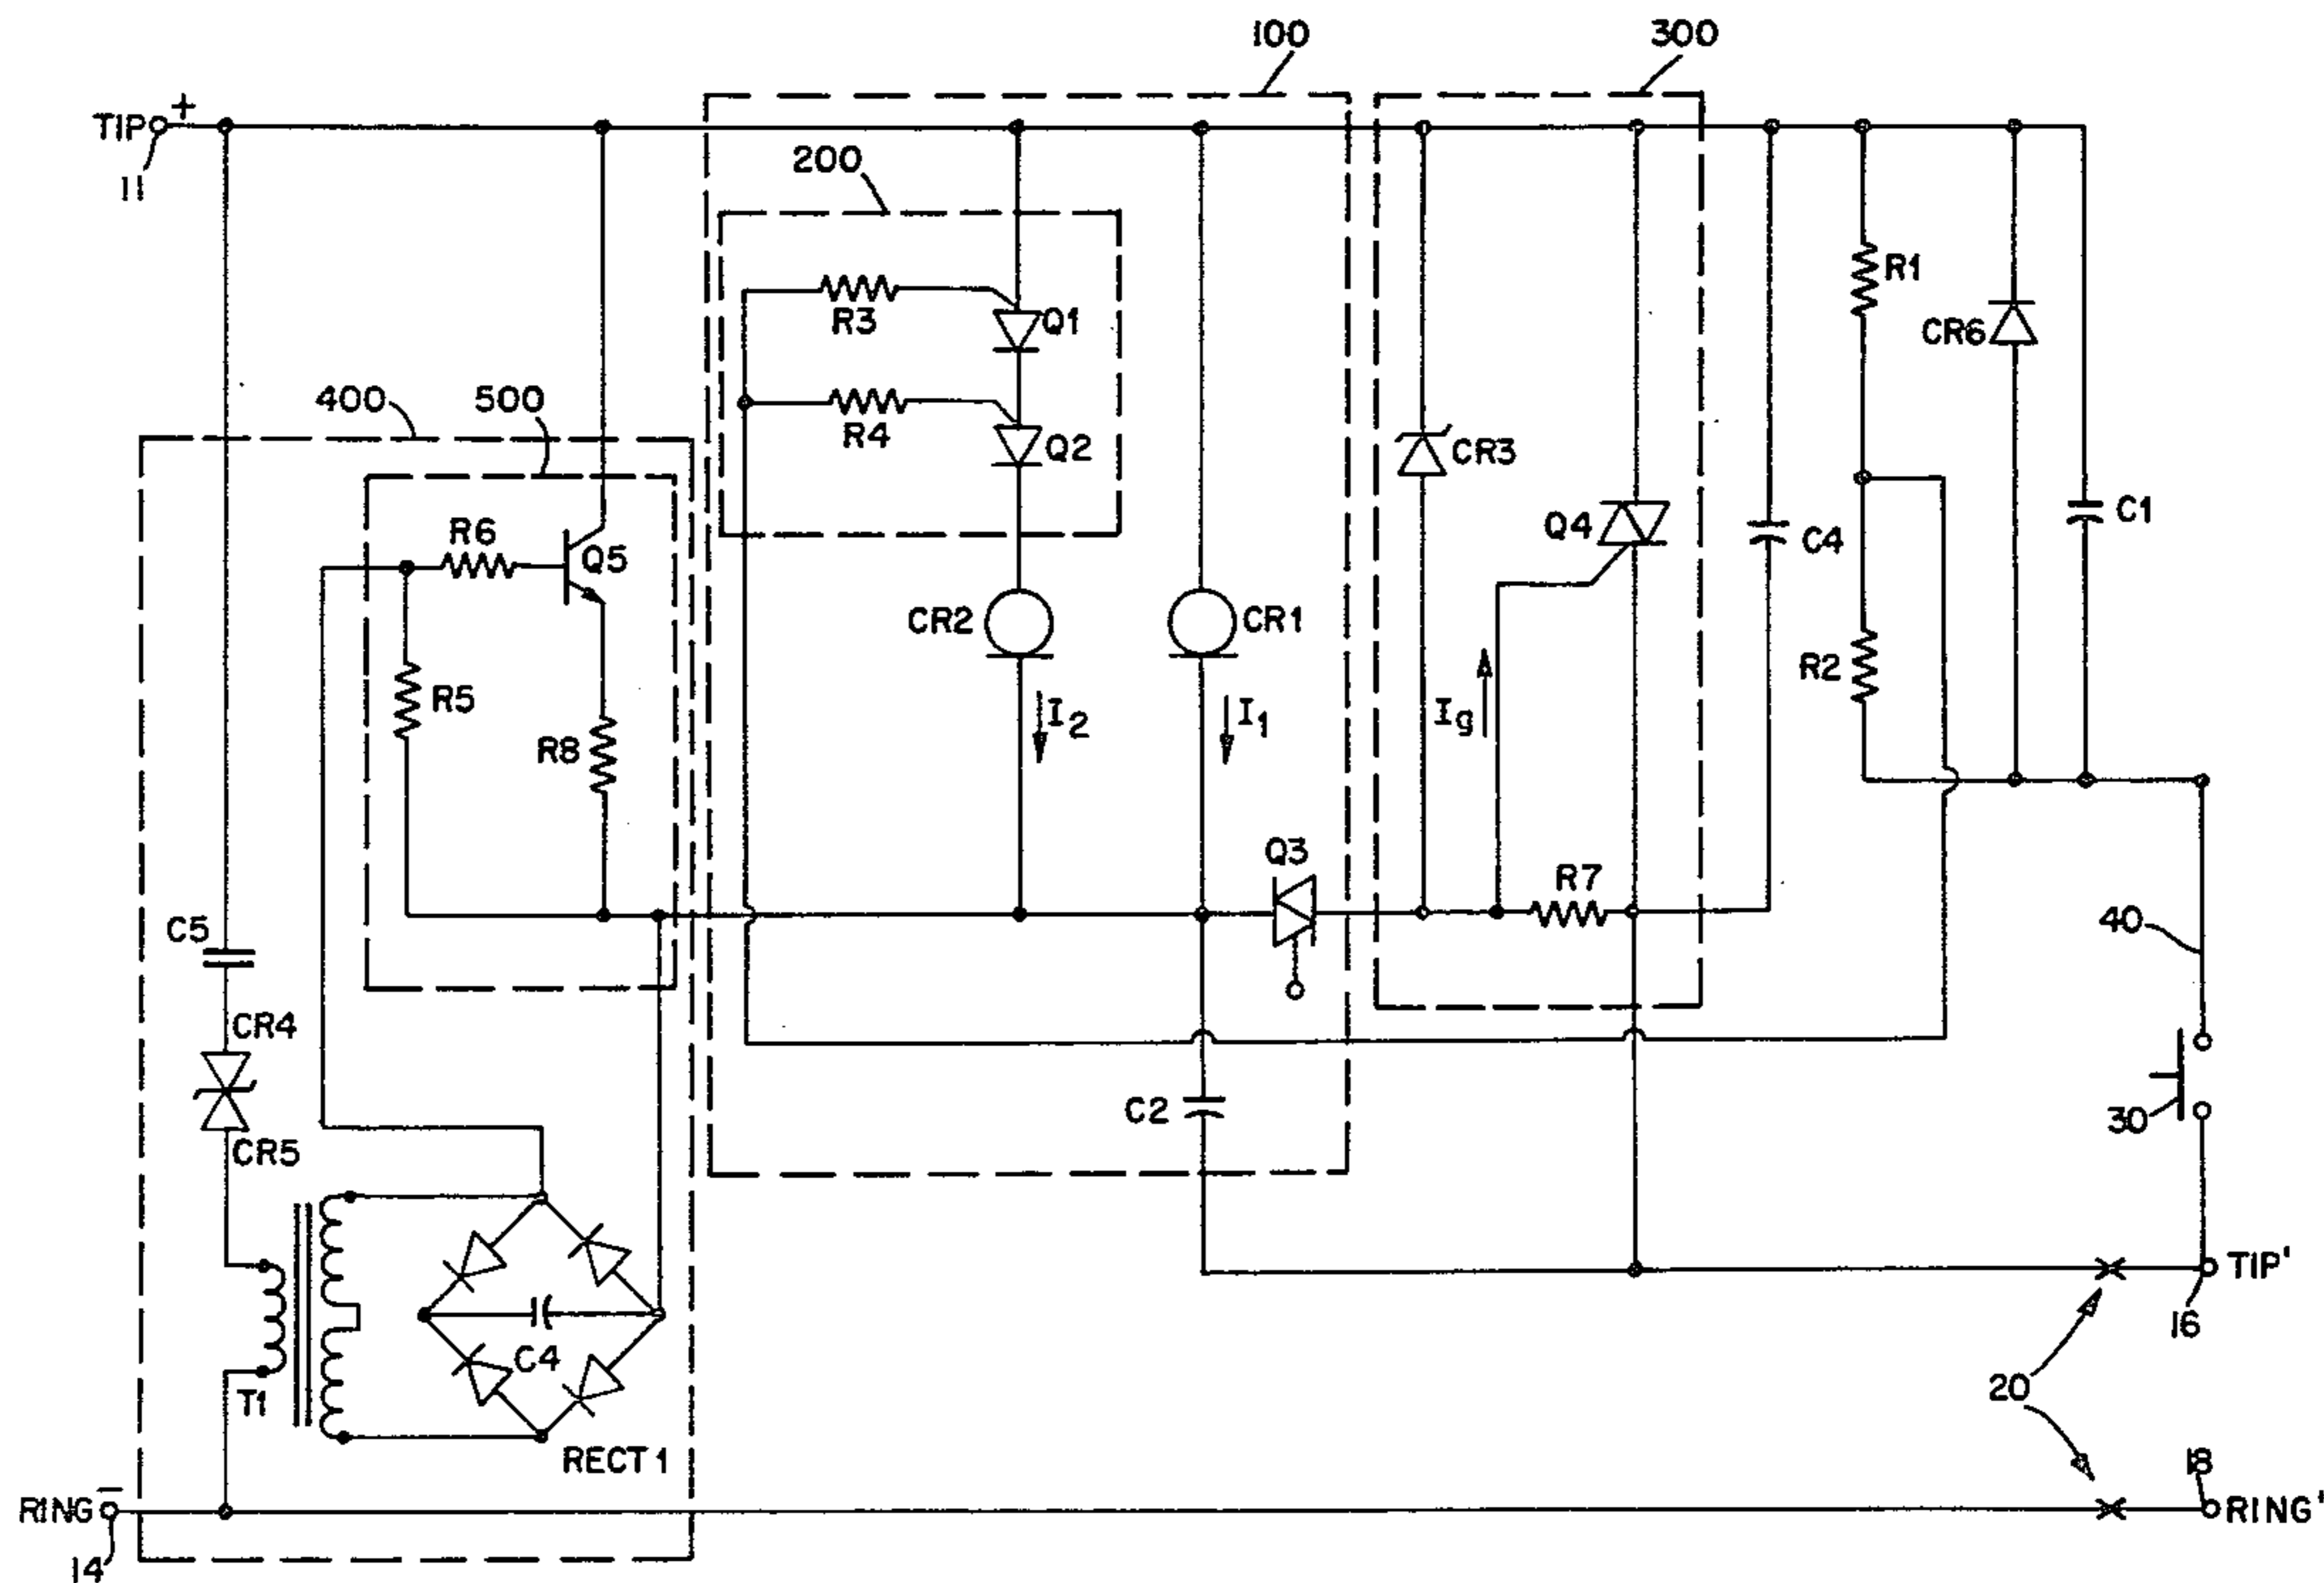 100
300
TIP
+
11
200
R3
Q1
R1
CR6
400
500
R4
Q2
CR3
Q4
C4
C1
R6
Q5
CR2
CR1
R5
R8
I2
I1
Ig
R2
Q3
R7
C5
40
CR4
CR5
C2
30
TIP'
16
T1
C4
RECT 1
20
18
RING
−
14
RING'